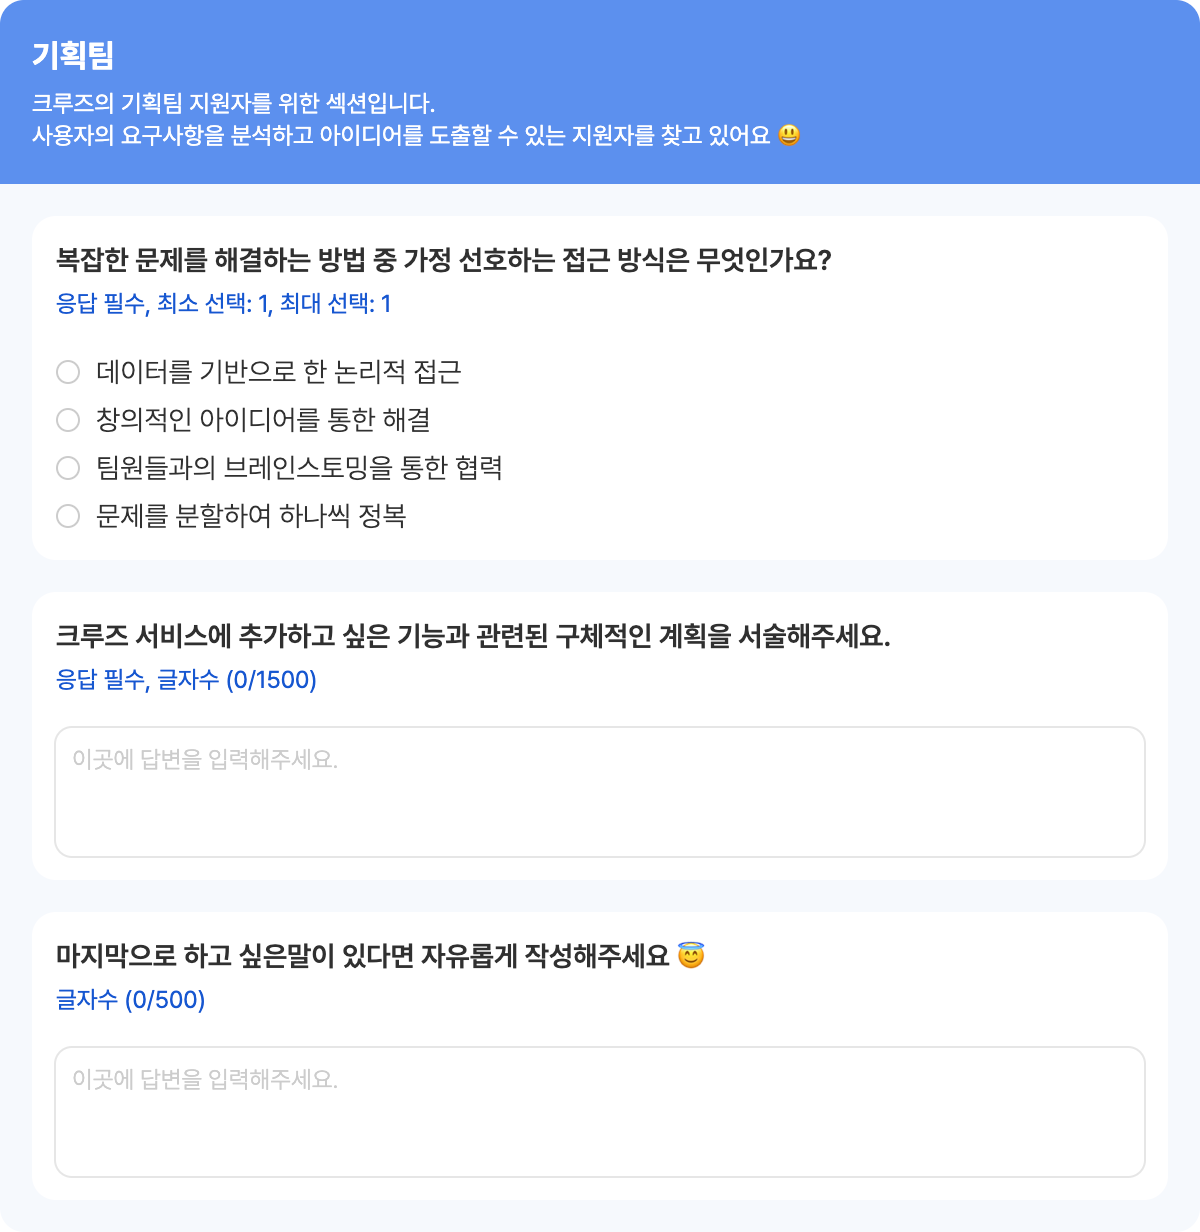 기획팀
크루즈의 기획팀 지원자를 위한 섹션입니다.
사용자의 요구사항을 분석하고 아이디어를 도출할 수 있는 지원자를 찾고 있어요 😃
복잡한 문제를 해결하는 방법 중 가정 선호하는 접근 방식은 무엇인가요?
응답 필수, 최소 선택: 1, 최대 선택: 1
데이터를 기반으로 한 논리적 접근
창의적인 아이디어를 통한 해결
팀원들과의 브레인스토밍을 통한 협력
문제를 분할하여 하나씩 정복
크루즈 서비스에 추가하고 싶은 기능과 관련된 구체적인 계획을 서술해주세요.
응답 필수, 글자수 (0/1500)
이곳에 답변을 입력해주세요.
마지막으로 하고 싶은말이 있다면 자유롭게 작성해주세요 😇
글자수 (0/500)
이곳에 답변을 입력해주세요.